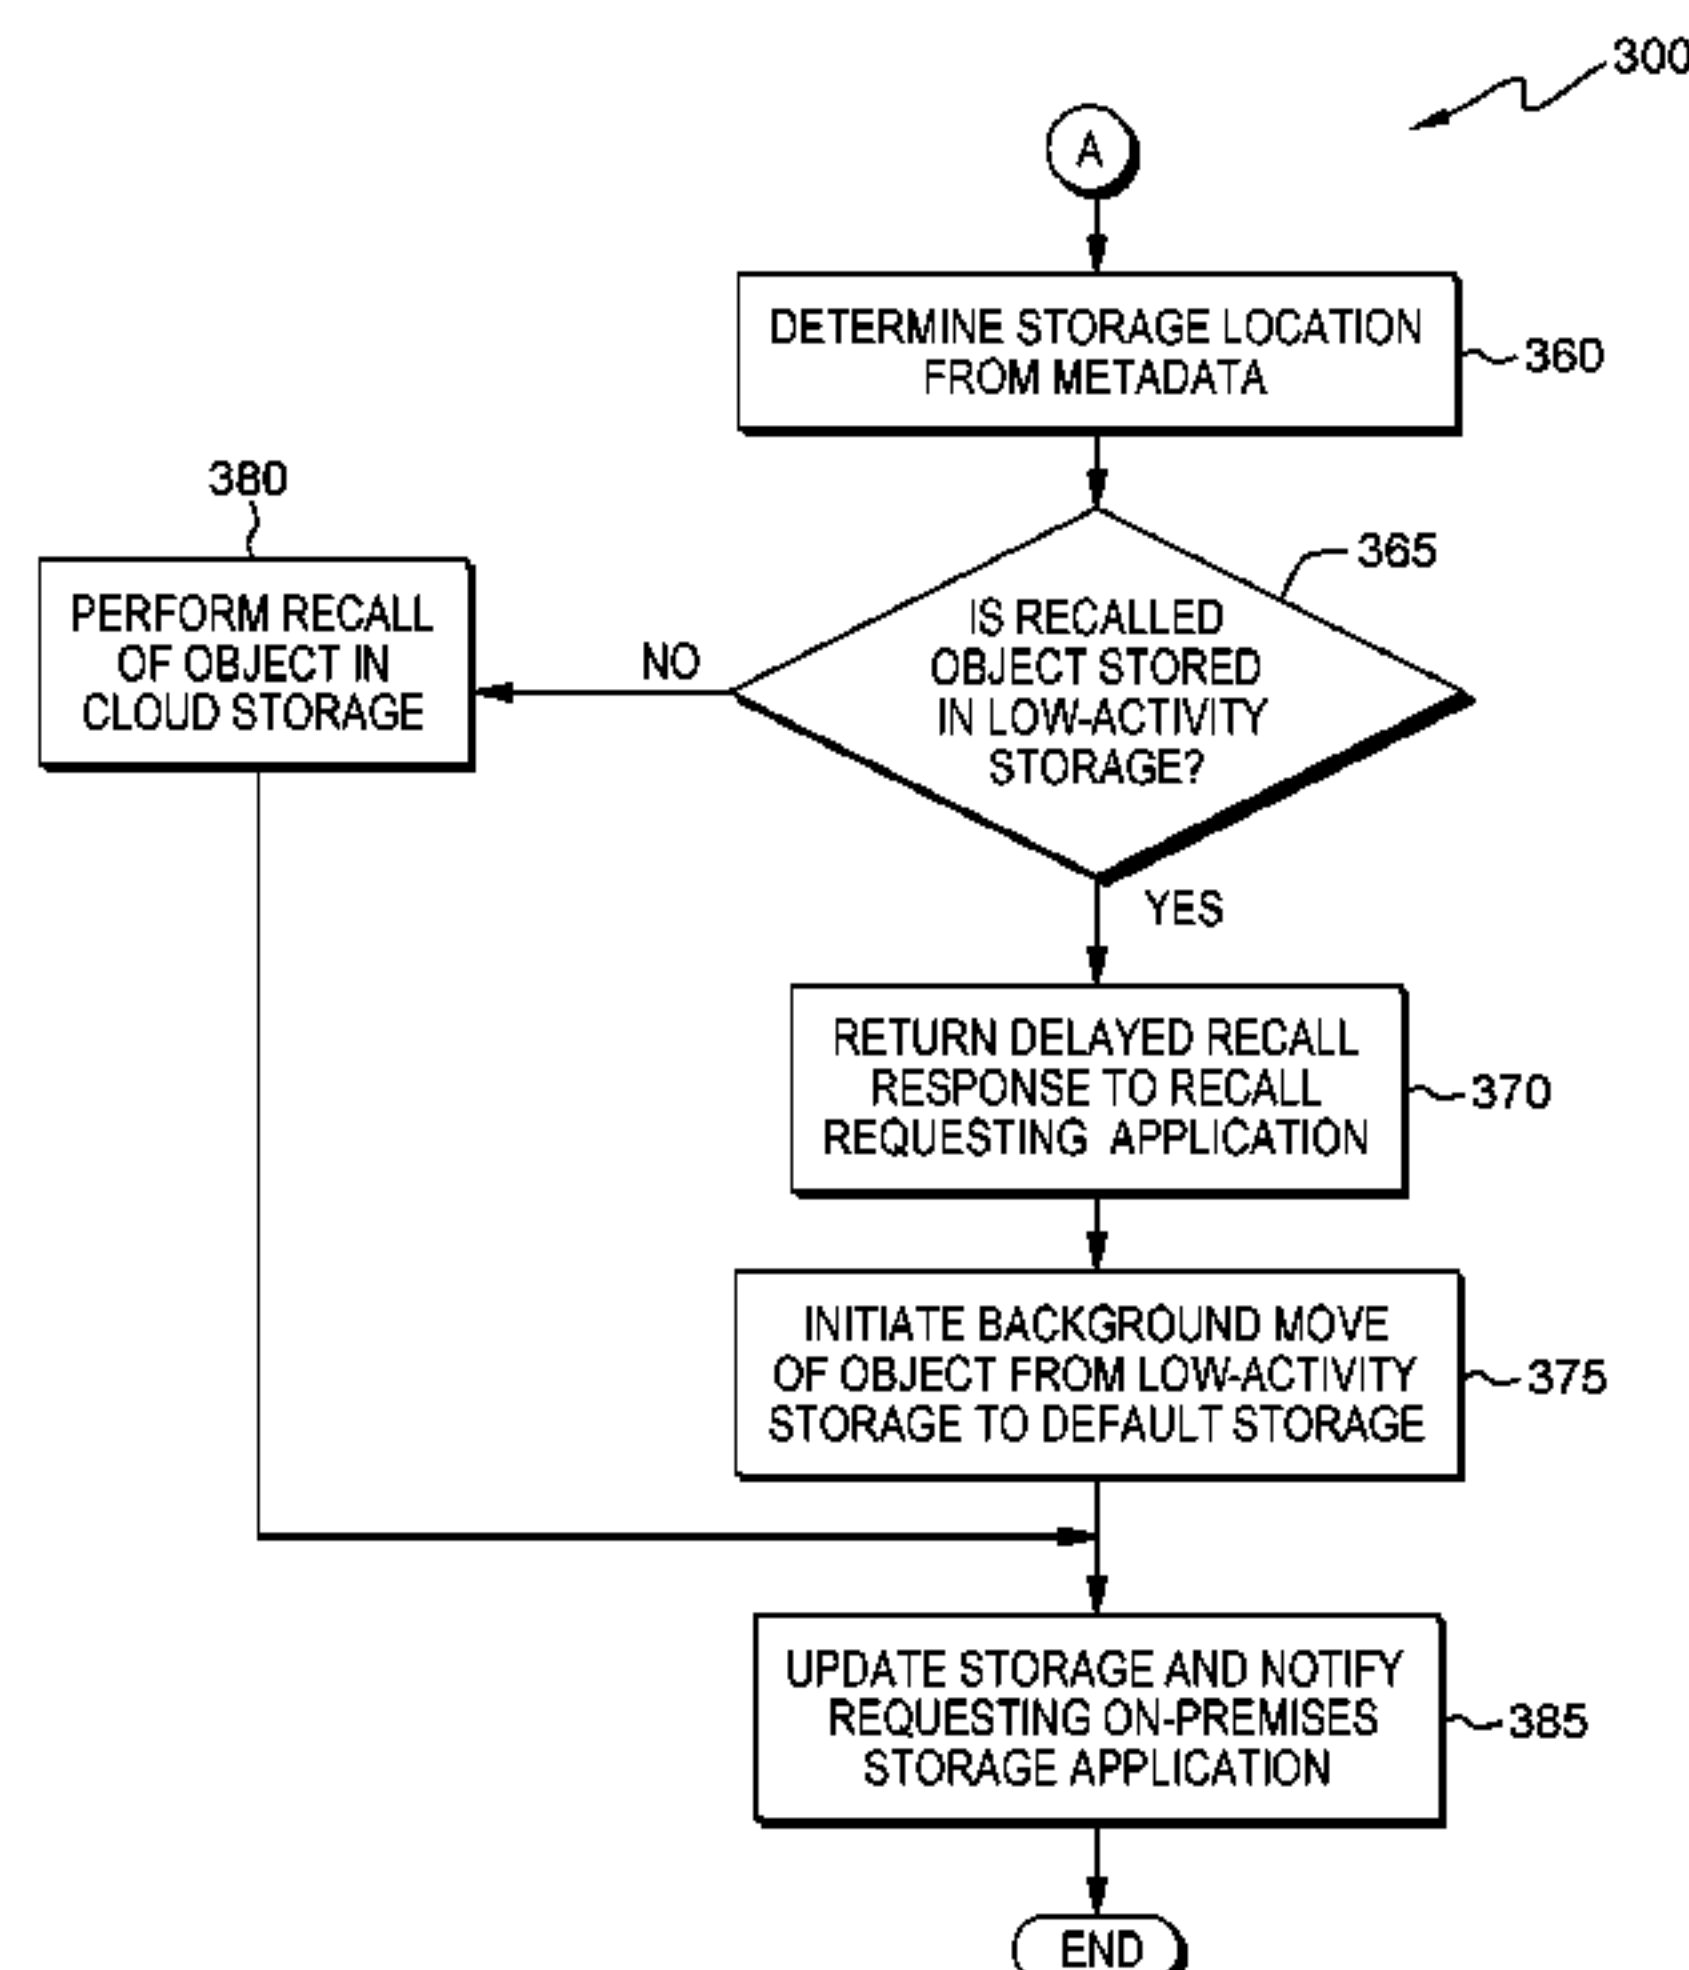 300
A
DETERMINE STORAGE LOCATION
FROM METADATA
360
380
PERFORM RECALL
OF OBJECT IN
CLOUD STORAGE
NO
365
IS RECALLED
OBJECT STORED
IN LOW-ACTIVITY
STORAGE?
YES
RETURN DELAYED RECALL
RESPONSE TO RECALL
REQUESTING APPLICATION
370
INITIATE BACKGROUND MOVE
OF OBJECT FROM LOW-ACTIVITY
STORAGE TO DEFAULT STORAGE
375
UPDATE STORAGE AND NOTIFY
REQUESTING ON-PREMISES
STORAGE APPLICATION
385
END